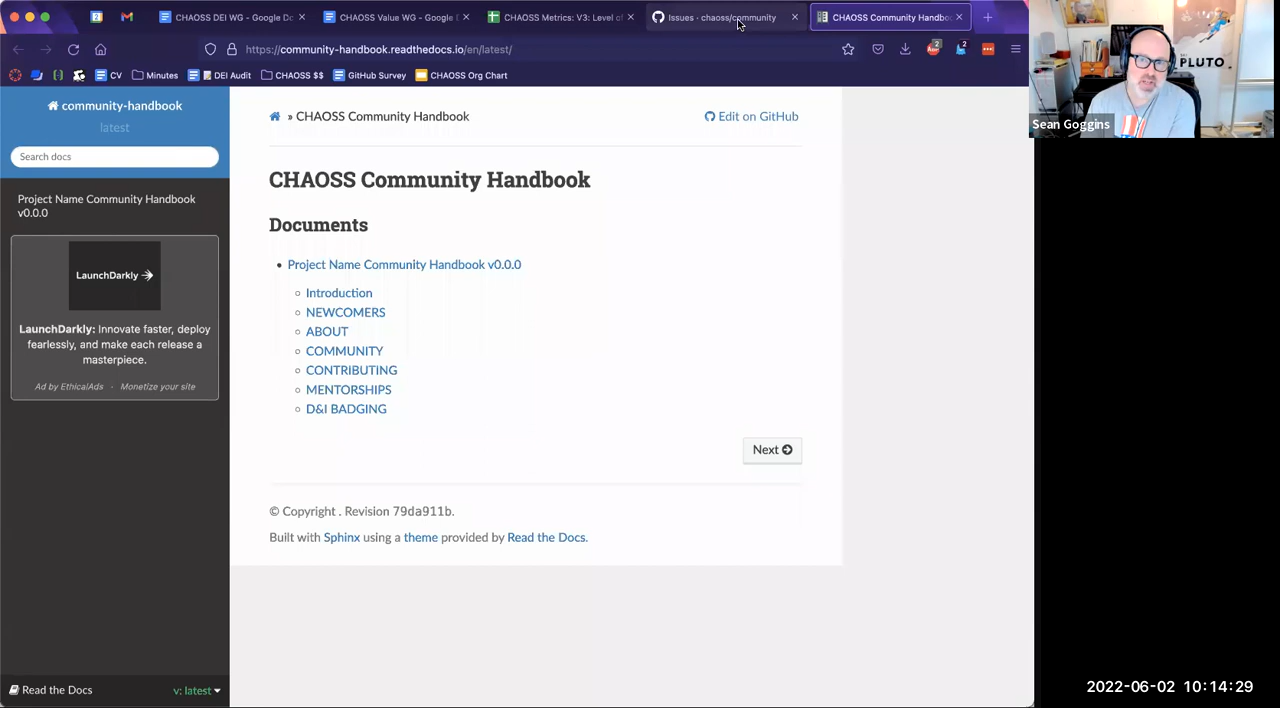 CHAOSS DEI WG - Google Do
CHAOSS Value WG - Google D
CHAOSS Metrics: V3: Level of
Issues · chaoss/community
CHAOSS Community Handbook
https://community-handbook.readthedocs.io/en/latest/
2
2
CV
Minutes
DEI Audit
CHAOSS $$
GitHub Survey
CHAOSS Org Chart
community-handbook
latest
Search docs
Project Name Community Handbook
v0.0.0
LaunchDarkly
LaunchDarkly: Innovate faster, deploy
fearlessly, and make each release a
masterpiece.
Ad by EthicalAds · Monetize your site
Read the Docs
v: latest
» CHAOSS Community Handbook
Edit on GitHub
CHAOSS Community Handbook
Documents
Project Name Community Handbook v0.0.0
Introduction
NEWCOMERS
ABOUT
COMMUNITY
CONTRIBUTING
MENTORSHIPS
D&I BADGING
Next
© Copyright . Revision 79da911b.
Built with Sphinx using a theme provided by Read the Docs.
PLUTO
Sean Goggins
2022-06-02 10:14:29